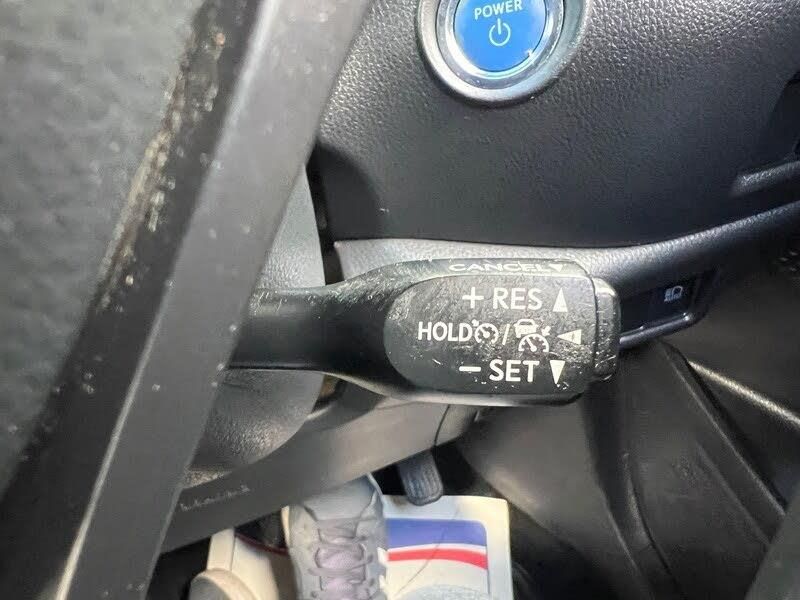 POWER
CANCEL▼
+ RES ▲
HOLD / ◀
− SET ▼